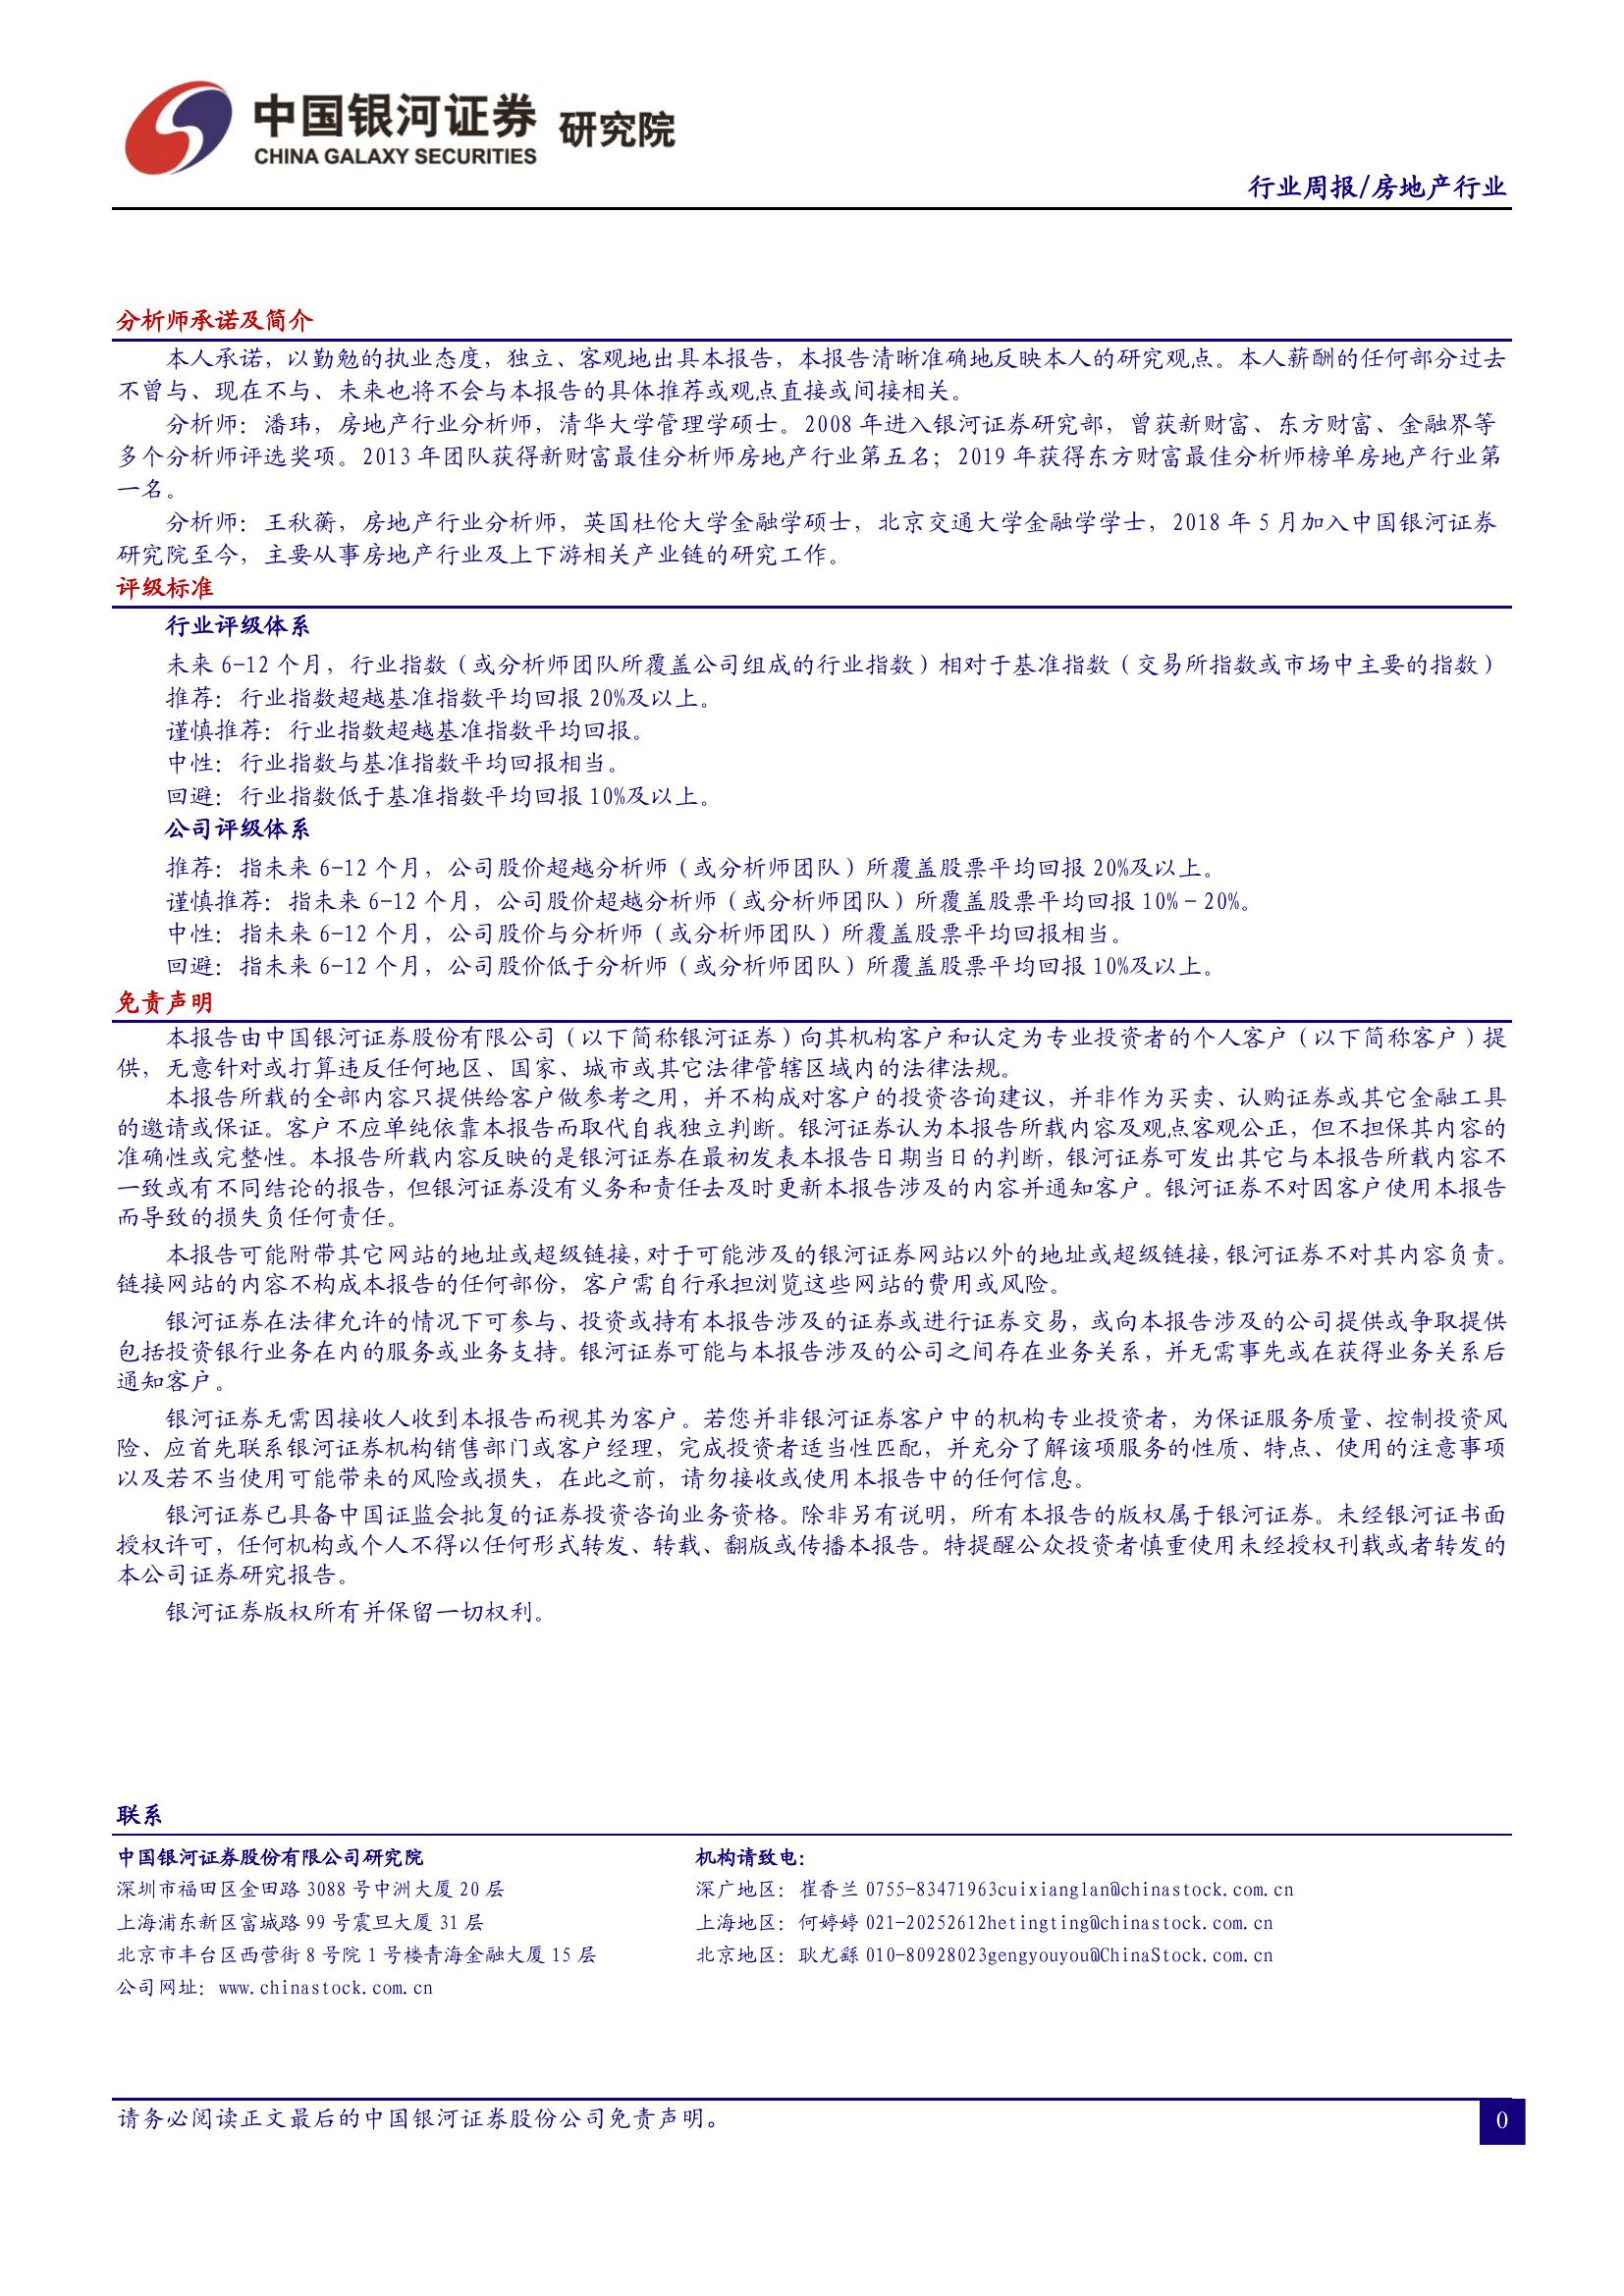 中国银河证券 研究院
CHINA GALAXY SECURITIES
行业周报/房地产行业
分析师承诺及简介
本人承诺，以勤勉的执业态度，独立、客观地出具本报告，本报告清晰准确地反映本人的研究观点。本人薪酬的任何部分过去
不曾与、现在不与、未来也将不会与本报告的具体推荐或观点直接或间接相关。
分析师：潘玮，房地产行业分析师，清华大学管理学硕士。2008 年进入银河证券研究部，曾获新财富、东方财富、金融界等
多个分析师评选奖项。2013 年团队获得新财富最佳分析师房地产行业第五名；2019 年获得东方财富最佳分析师榜单房地产行业第
一名。
分析师：王秋蘅，房地产行业分析师，英国杜伦大学金融学硕士，北京交通大学金融学学士，2018 年 5 月加入中国银河证券
研究院至今，主要从事房地产行业及上下游相关产业链的研究工作。
评级标准
行业评级体系
未来 6-12 个月，行业指数（或分析师团队所覆盖公司组成的行业指数）相对于基准指数（交易所指数或市场中主要的指数）
推荐：行业指数超越基准指数平均回报 20%及以上。
谨慎推荐：行业指数超越基准指数平均回报。
中性：行业指数与基准指数平均回报相当。
回避：行业指数低于基准指数平均回报 10%及以上。
公司评级体系
推荐：指未来 6-12 个月，公司股价超越分析师（或分析师团队）所覆盖股票平均回报 20%及以上。
谨慎推荐：指未来 6-12 个月，公司股价超越分析师（或分析师团队）所覆盖股票平均回报 10%－20%。
中性：指未来 6-12 个月，公司股价与分析师（或分析师团队）所覆盖股票平均回报相当。
回避：指未来 6-12 个月，公司股价低于分析师（或分析师团队）所覆盖股票平均回报 10%及以上。
免责声明
本报告由中国银河证券股份有限公司（以下简称银河证券）向其机构客户和认定为专业投资者的个人客户（以下简称客户）提
供，无意针对或打算违反任何地区、国家、城市或其它法律管辖区域内的法律法规。
本报告所载的全部内容只提供给客户做参考之用，并不构成对客户的投资咨询建议，并非作为买卖、认购证券或其它金融工具
的邀请或保证。客户不应单纯依靠本报告而取代自我独立判断。银河证券认为本报告所载内容及观点客观公正，但不担保其内容的
准确性或完整性。本报告所载内容反映的是银河证券在最初发表本报告日期当日的判断，银河证券可发出其它与本报告所载内容不
一致或有不同结论的报告，但银河证券没有义务和责任去及时更新本报告涉及的内容并通知客户。银河证券不对因客户使用本报告
而导致的损失负任何责任。
本报告可能附带其它网站的地址或超级链接，对于可能涉及的银河证券网站以外的地址或超级链接，银河证券不对其内容负责。
链接网站的内容不构成本报告的任何部份，客户需自行承担浏览这些网站的费用或风险。
银河证券在法律允许的情况下可参与、投资或持有本报告涉及的证券或进行证券交易，或向本报告涉及的公司提供或争取提供
包括投资银行业务在内的服务或业务支持。银河证券可能与本报告涉及的公司之间存在业务关系，并无需事先或在获得业务关系后
通知客户。
银河证券无需因接收人收到本报告而视其为客户。若您并非银河证券客户中的机构专业投资者，为保证服务质量、控制投资风
险、应首先联系银河证券机构销售部门或客户经理，完成投资者适当性匹配，并充分了解该项服务的性质、特点、使用的注意事项
以及若不当使用可能带来的风险或损失，在此之前，请勿接收或使用本报告中的任何信息。
银河证券已具备中国证监会批复的证券投资咨询业务资格。除非另有说明，所有本报告的版权属于银河证券。未经银河证书面
授权许可，任何机构或个人不得以任何形式转发、转载、翻版或传播本报告。特提醒公众投资者慎重使用未经授权刊载或者转发的
本公司证券研究报告。
银河证券版权所有并保留一切权利。
联系
中国银河证券股份有限公司研究院 机构请致电：
深圳市福田区金田路 3088 号中洲大厦 20 层 深广地区：崔香兰 0755-83471963cuixianglan@chinastock.com.cn
上海浦东新区富城路 99 号震旦大厦 31 层 上海地区：何婷婷 021-20252612hetingting@chinastock.com.cn
北京市丰台区西营街 8 号院 1 号楼青海金融大厦 15 层 北京地区：耿尤繇 010-80928023gengyouyou@ChinaStock.com.cn
公司网址：www.chinastock.com.cn
请务必阅读正文最后的中国银河证券股份公司免责声明。 0